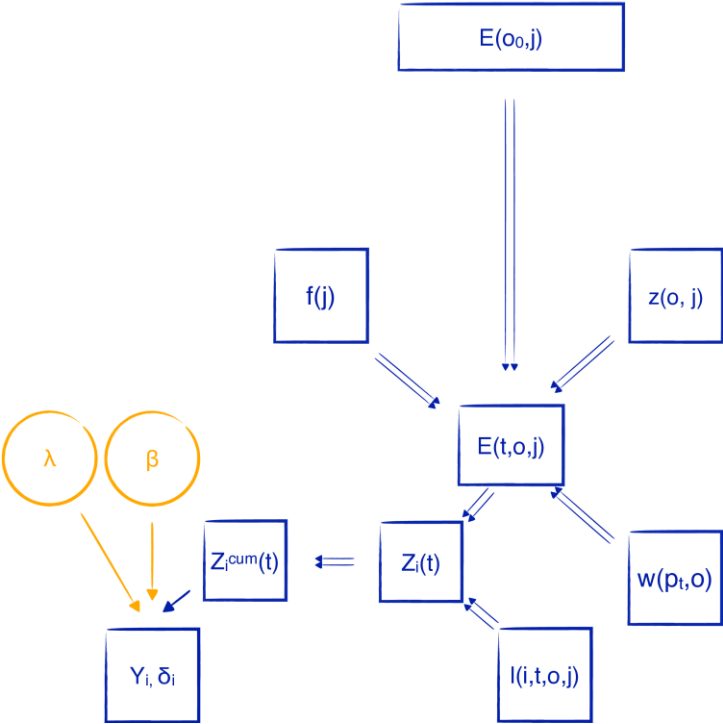 E(o₀,j)
f(j)
z(o, j)
E(t,o,j)
λ
β
Zᵢᶜᵘᵐ(t)
Zᵢ(t)
w(pₜ,o)
Yᵢ, δᵢ
I(i,t,o,j)